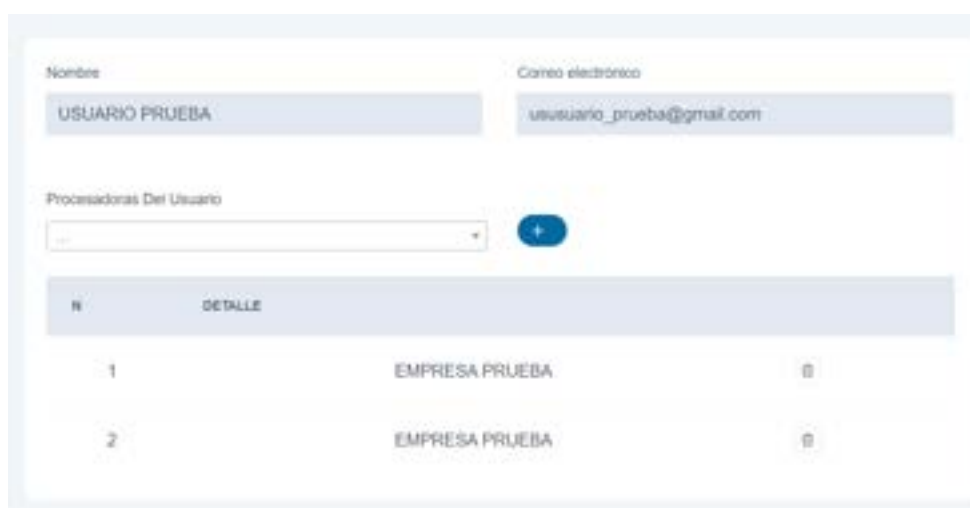 Nombre
Correo electrónico
USUARIO PRUEBA
ususuario_prueba@gmail.com
Procesadoras Del Usuario
...
+
N DETALLE
1 EMPRESA PRUEBA
2 EMPRESA PRUEBA